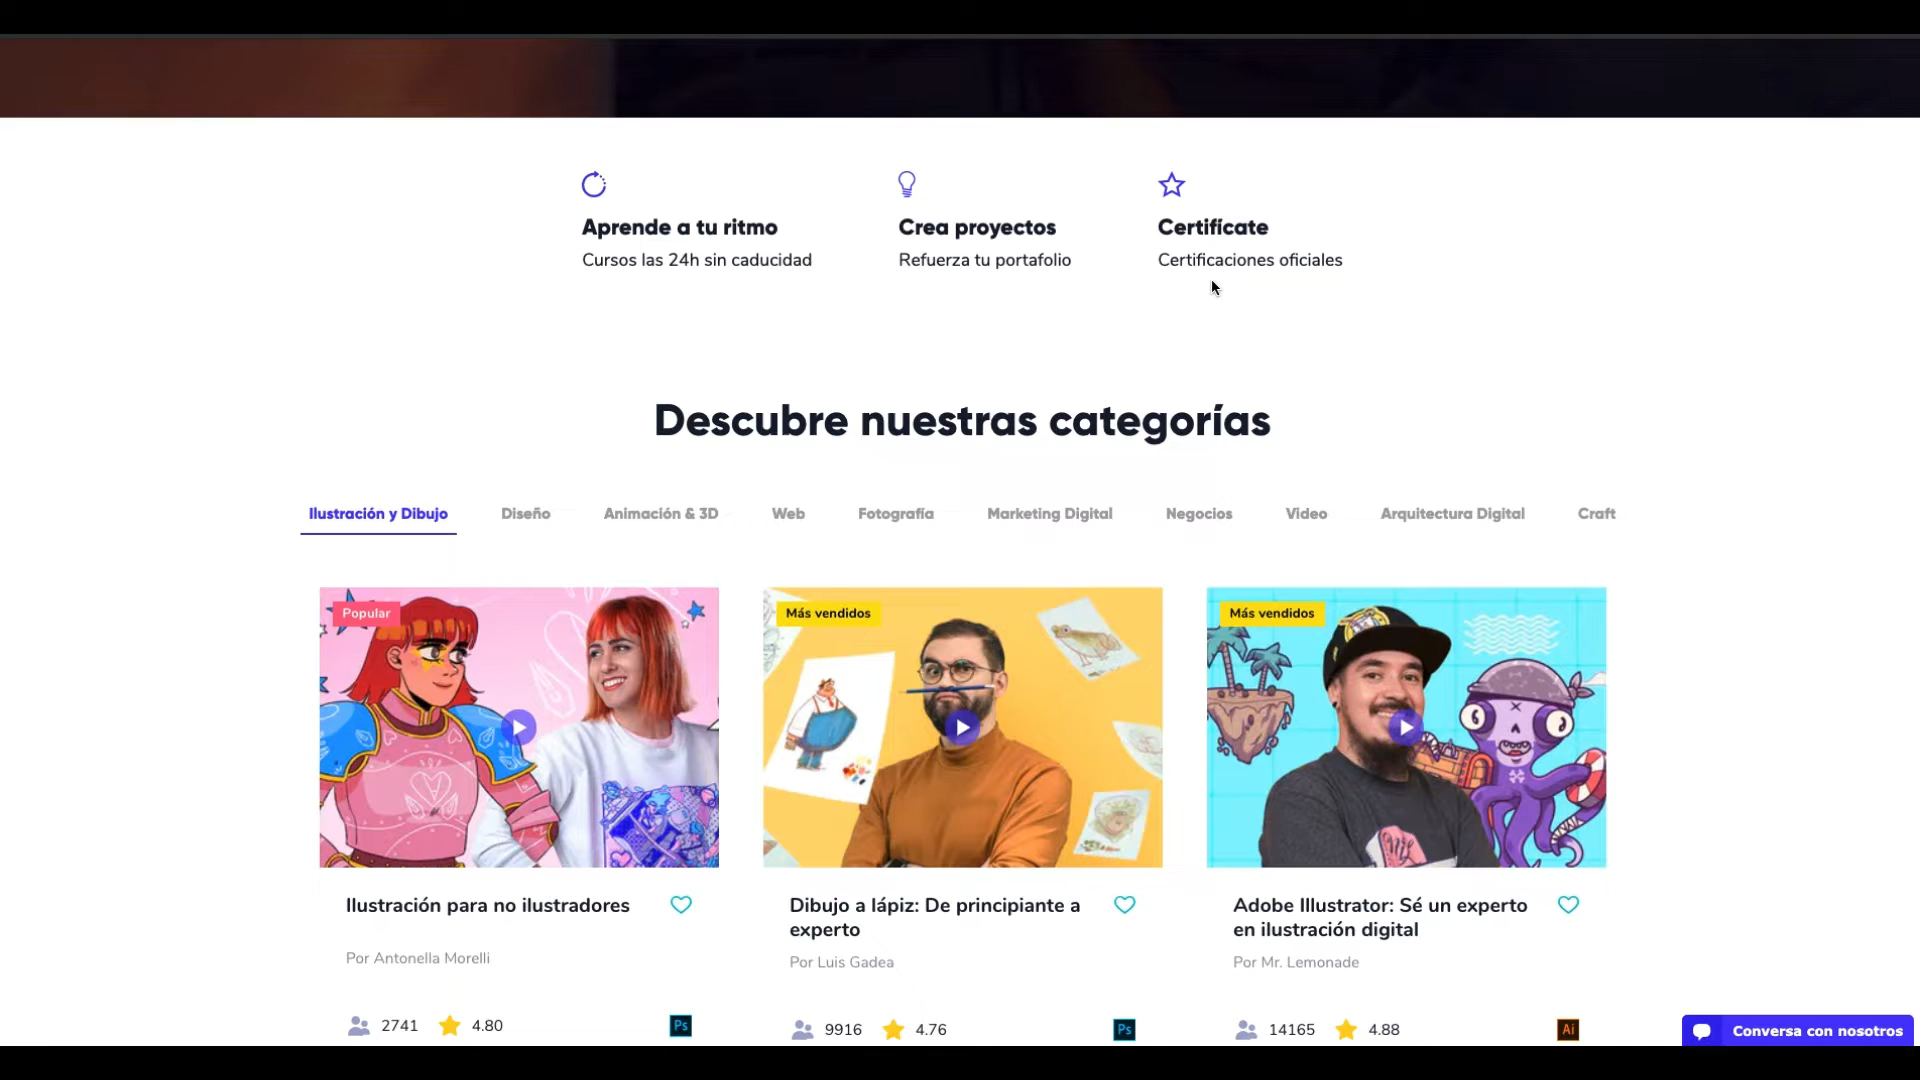 Aprende a tu ritmo
Cursos las 24h sin caducidad
Crea proyectos
Refuerza tu portafolio
Certifícate
Certificaciones oficiales
Descubre nuestras categorías
Ilustración y Dibujo Diseño Animación & 3D Web Fotografía Marketing Digital Negocios Video Arquitectura Digital Craft
Popular
Ilustración para no ilustradores
Por Antonella Morelli
2741 4.80 Ps
Más vendidos
Dibujo a lápiz: De principiante a
experto
Por Luis Gadea
9916 4.76 Ps
Más vendidos
Adobe Illustrator: Sé un experto
en ilustración digital
Por Mr. Lemonade
14165 4.88 Ai
Conversa con nosotros